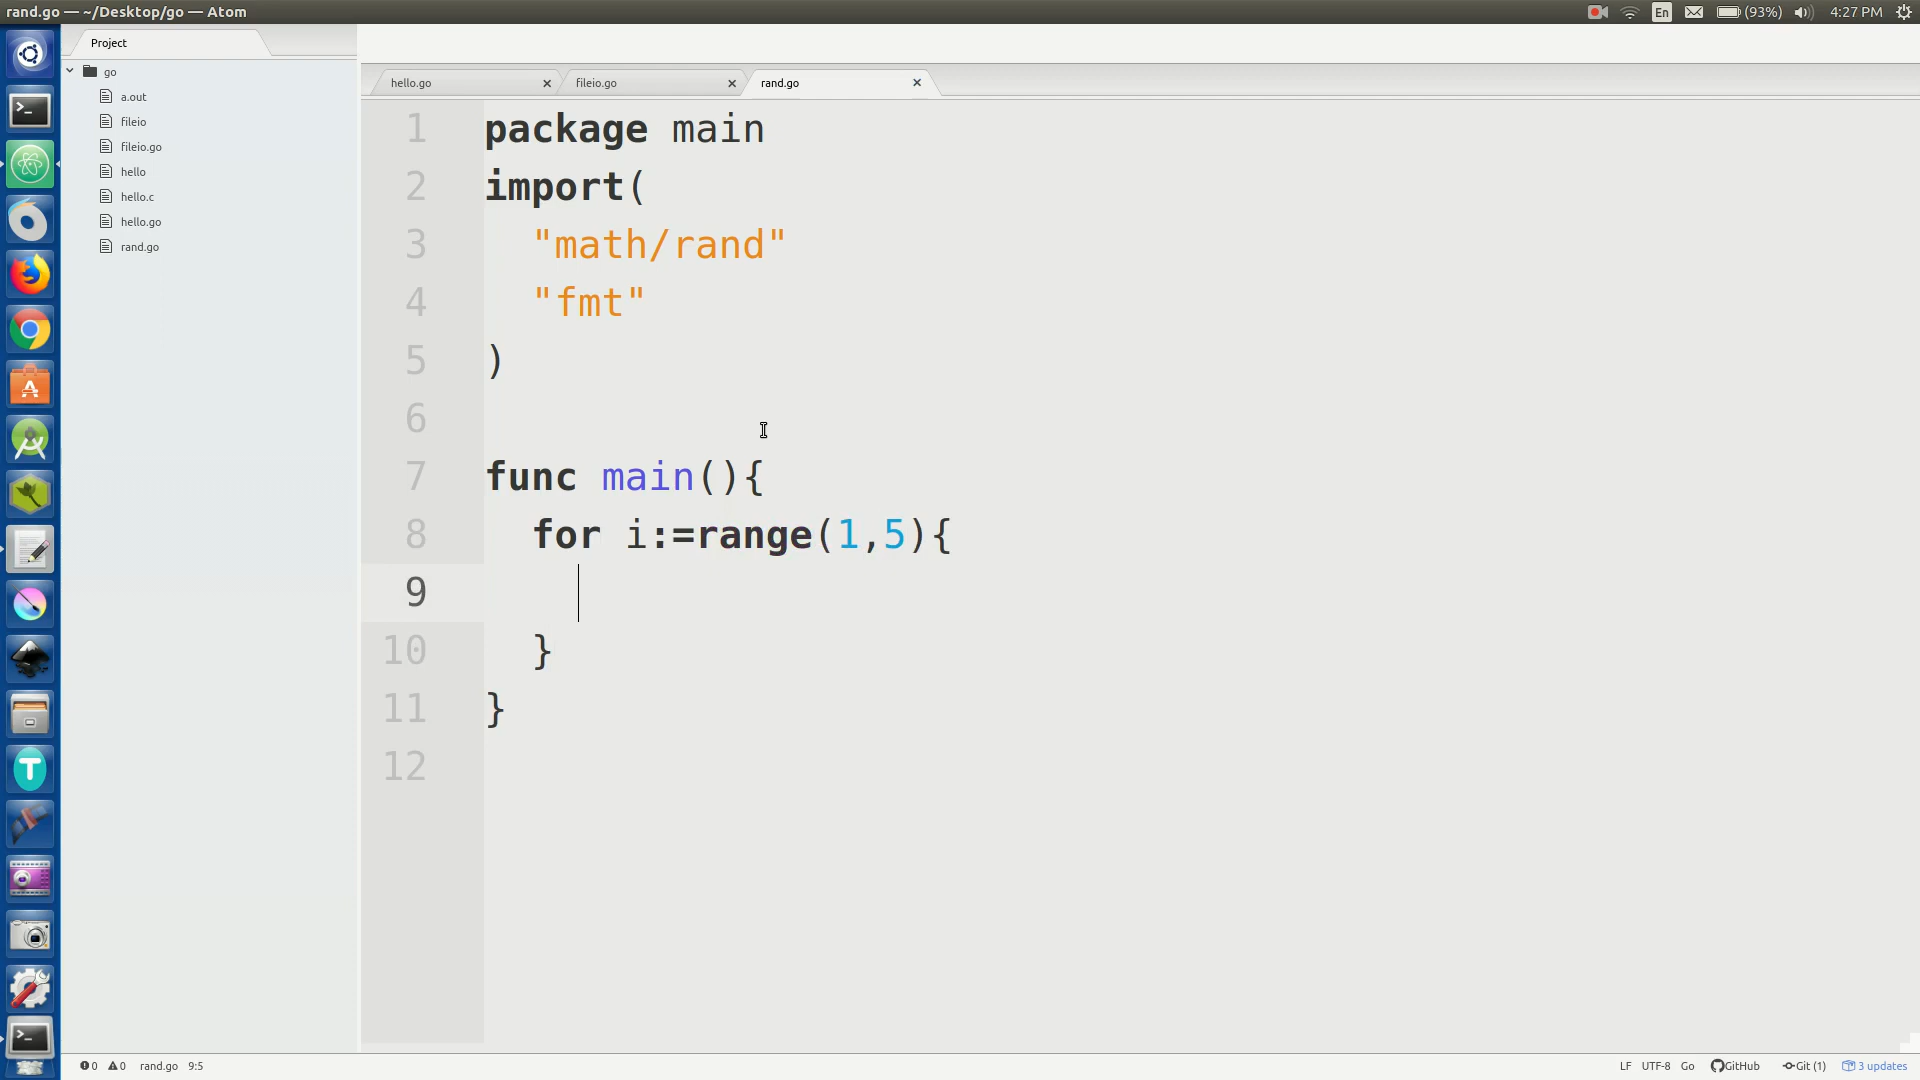 rand.go — ~/Desktop/go — Atom
En
(93%)
4:27 PM
Project
go
a.out
fileio
fileio.go
hello
hello.c
hello.go
rand.go
hello.go
fileio.go
rand.go
1 package main
2 import(
3 "math/rand"
4 "fmt"
5 )
6
7 func main(){
8 for i:=range(1,5){
9
10 }
11 }
12
0 0 rand.go 9:5
LF UTF-8 Go GitHub Git (1) 3 updates